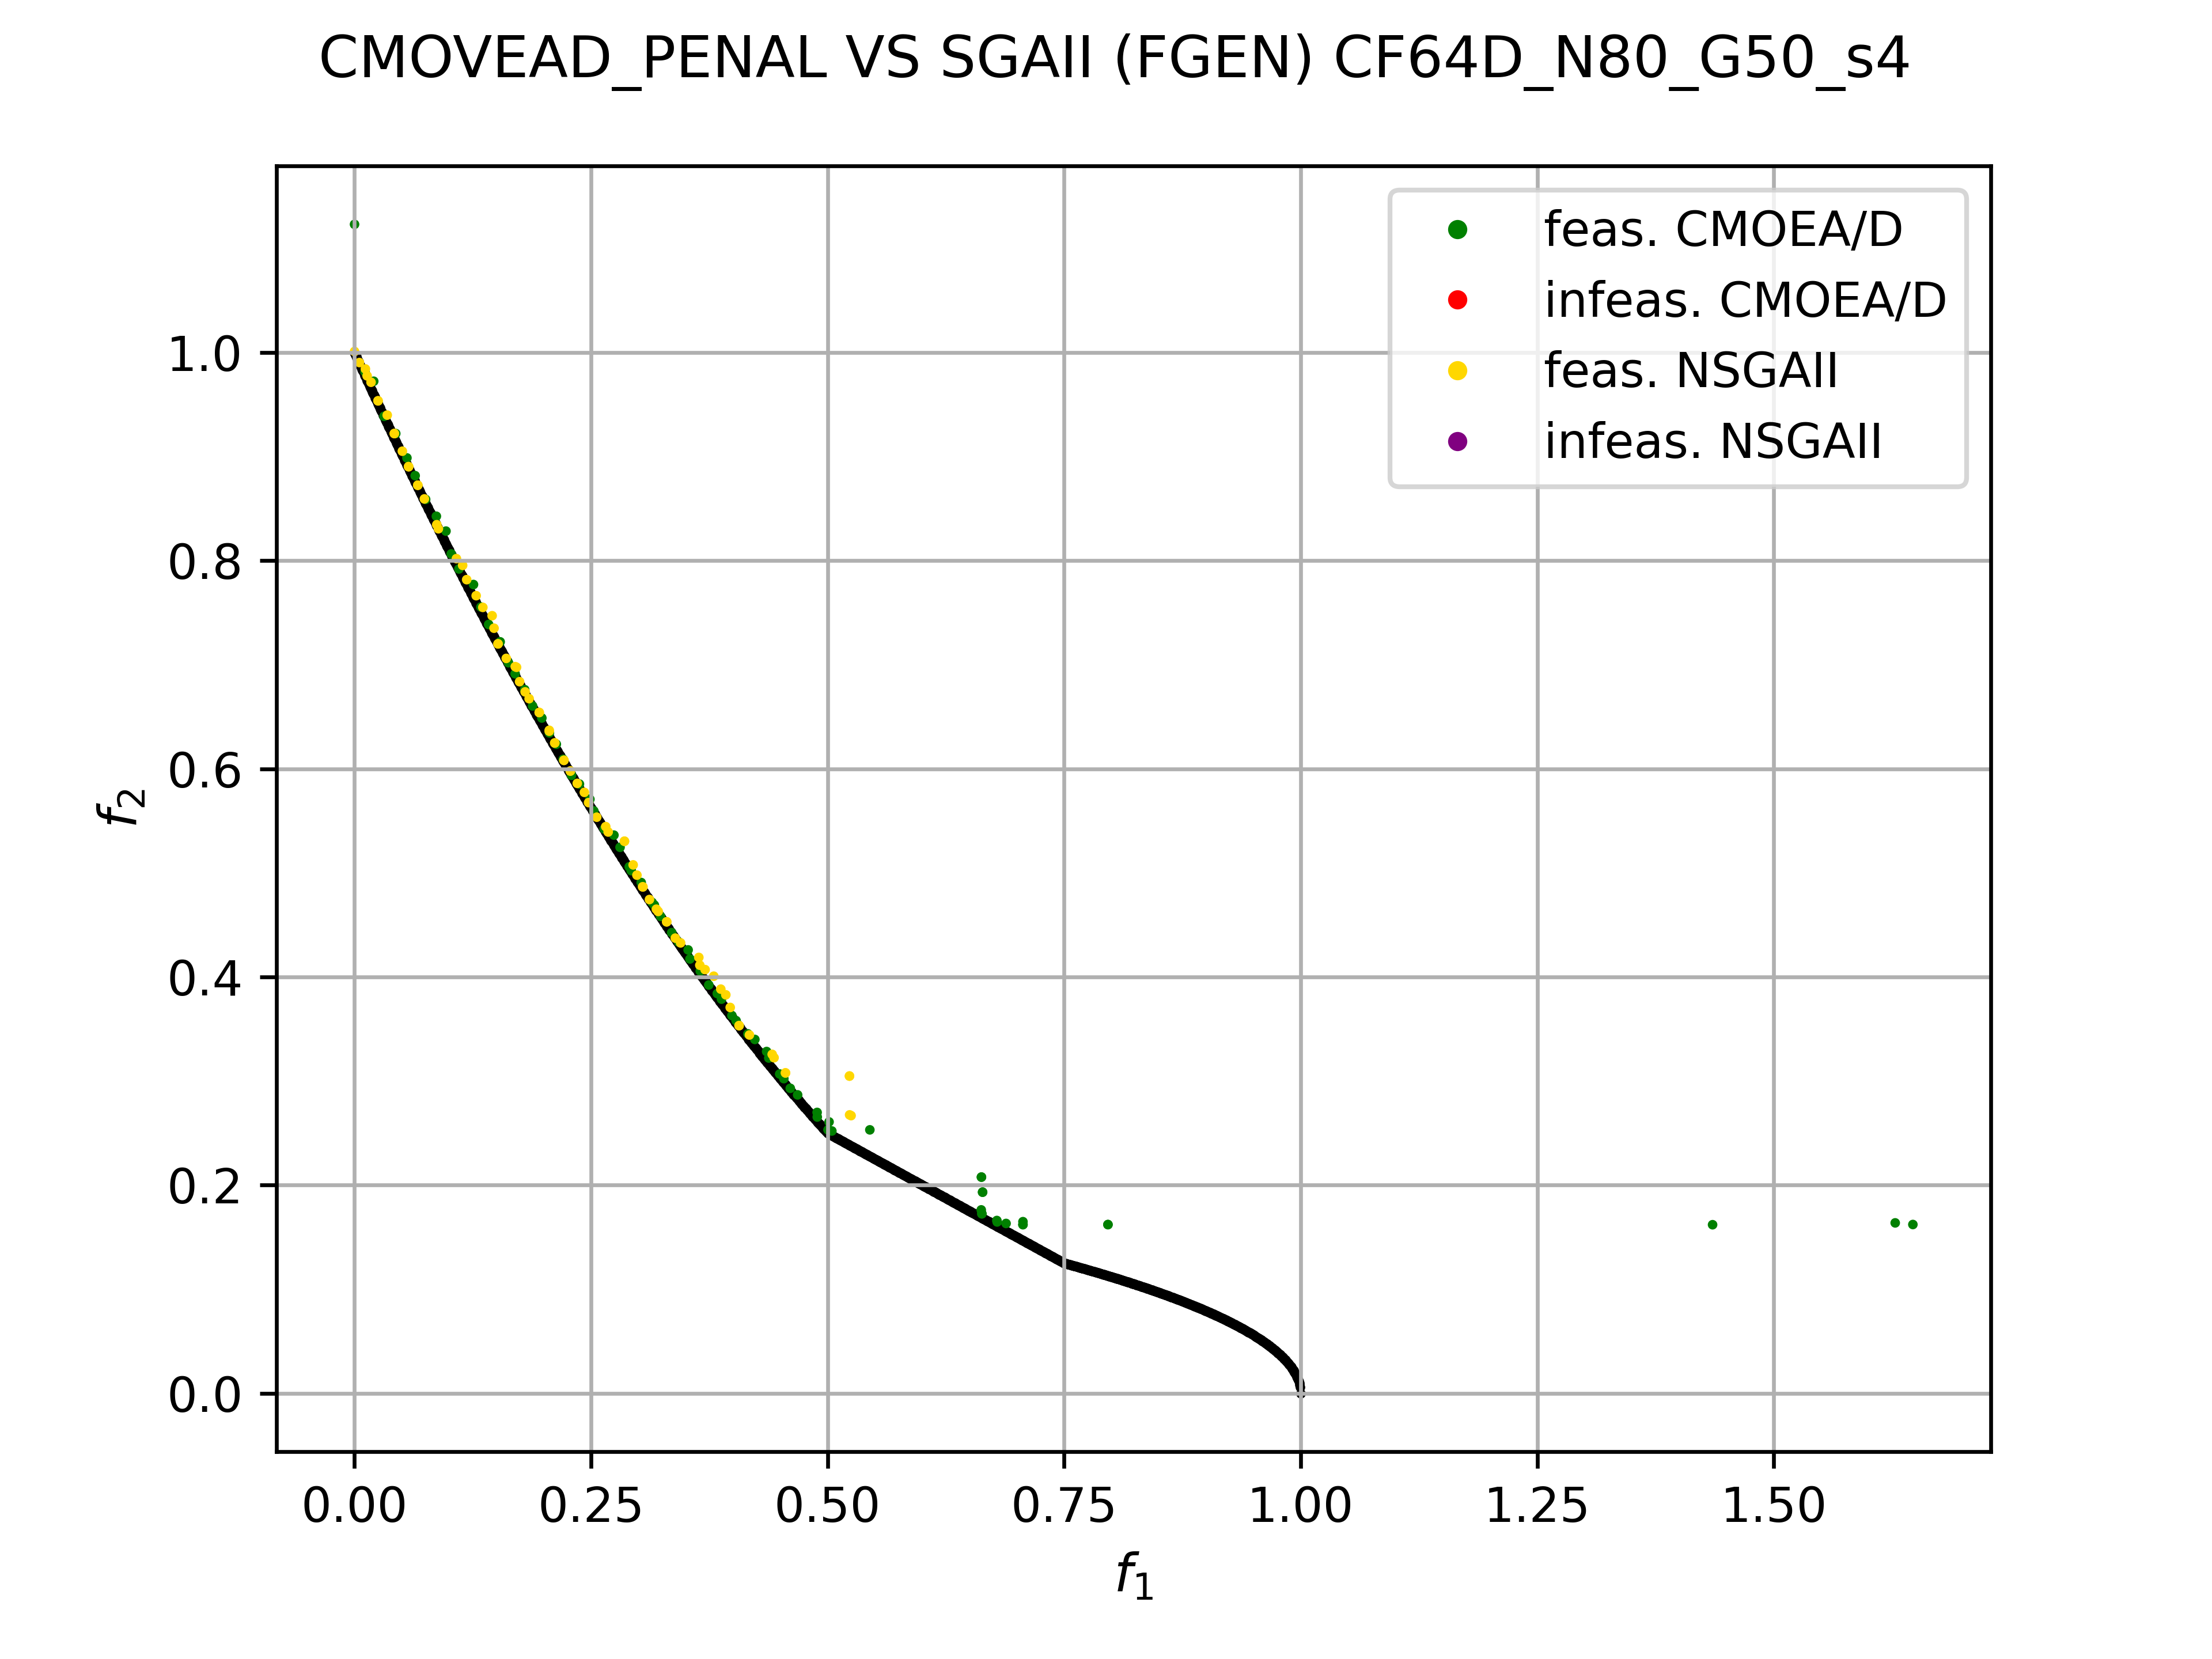 CMOVEAD_PENAL VS SGAII (FGEN) CF64D_N80_G50_s4
feas. CMOEA/D
infeas. CMOEA/D
feas. NSGAII
infeas. NSGAII
1.0
0.8
0.6
0.4
0.2
0.0
f2
0.00 0.25 0.50 0.75 1.00 1.25 1.50
f1